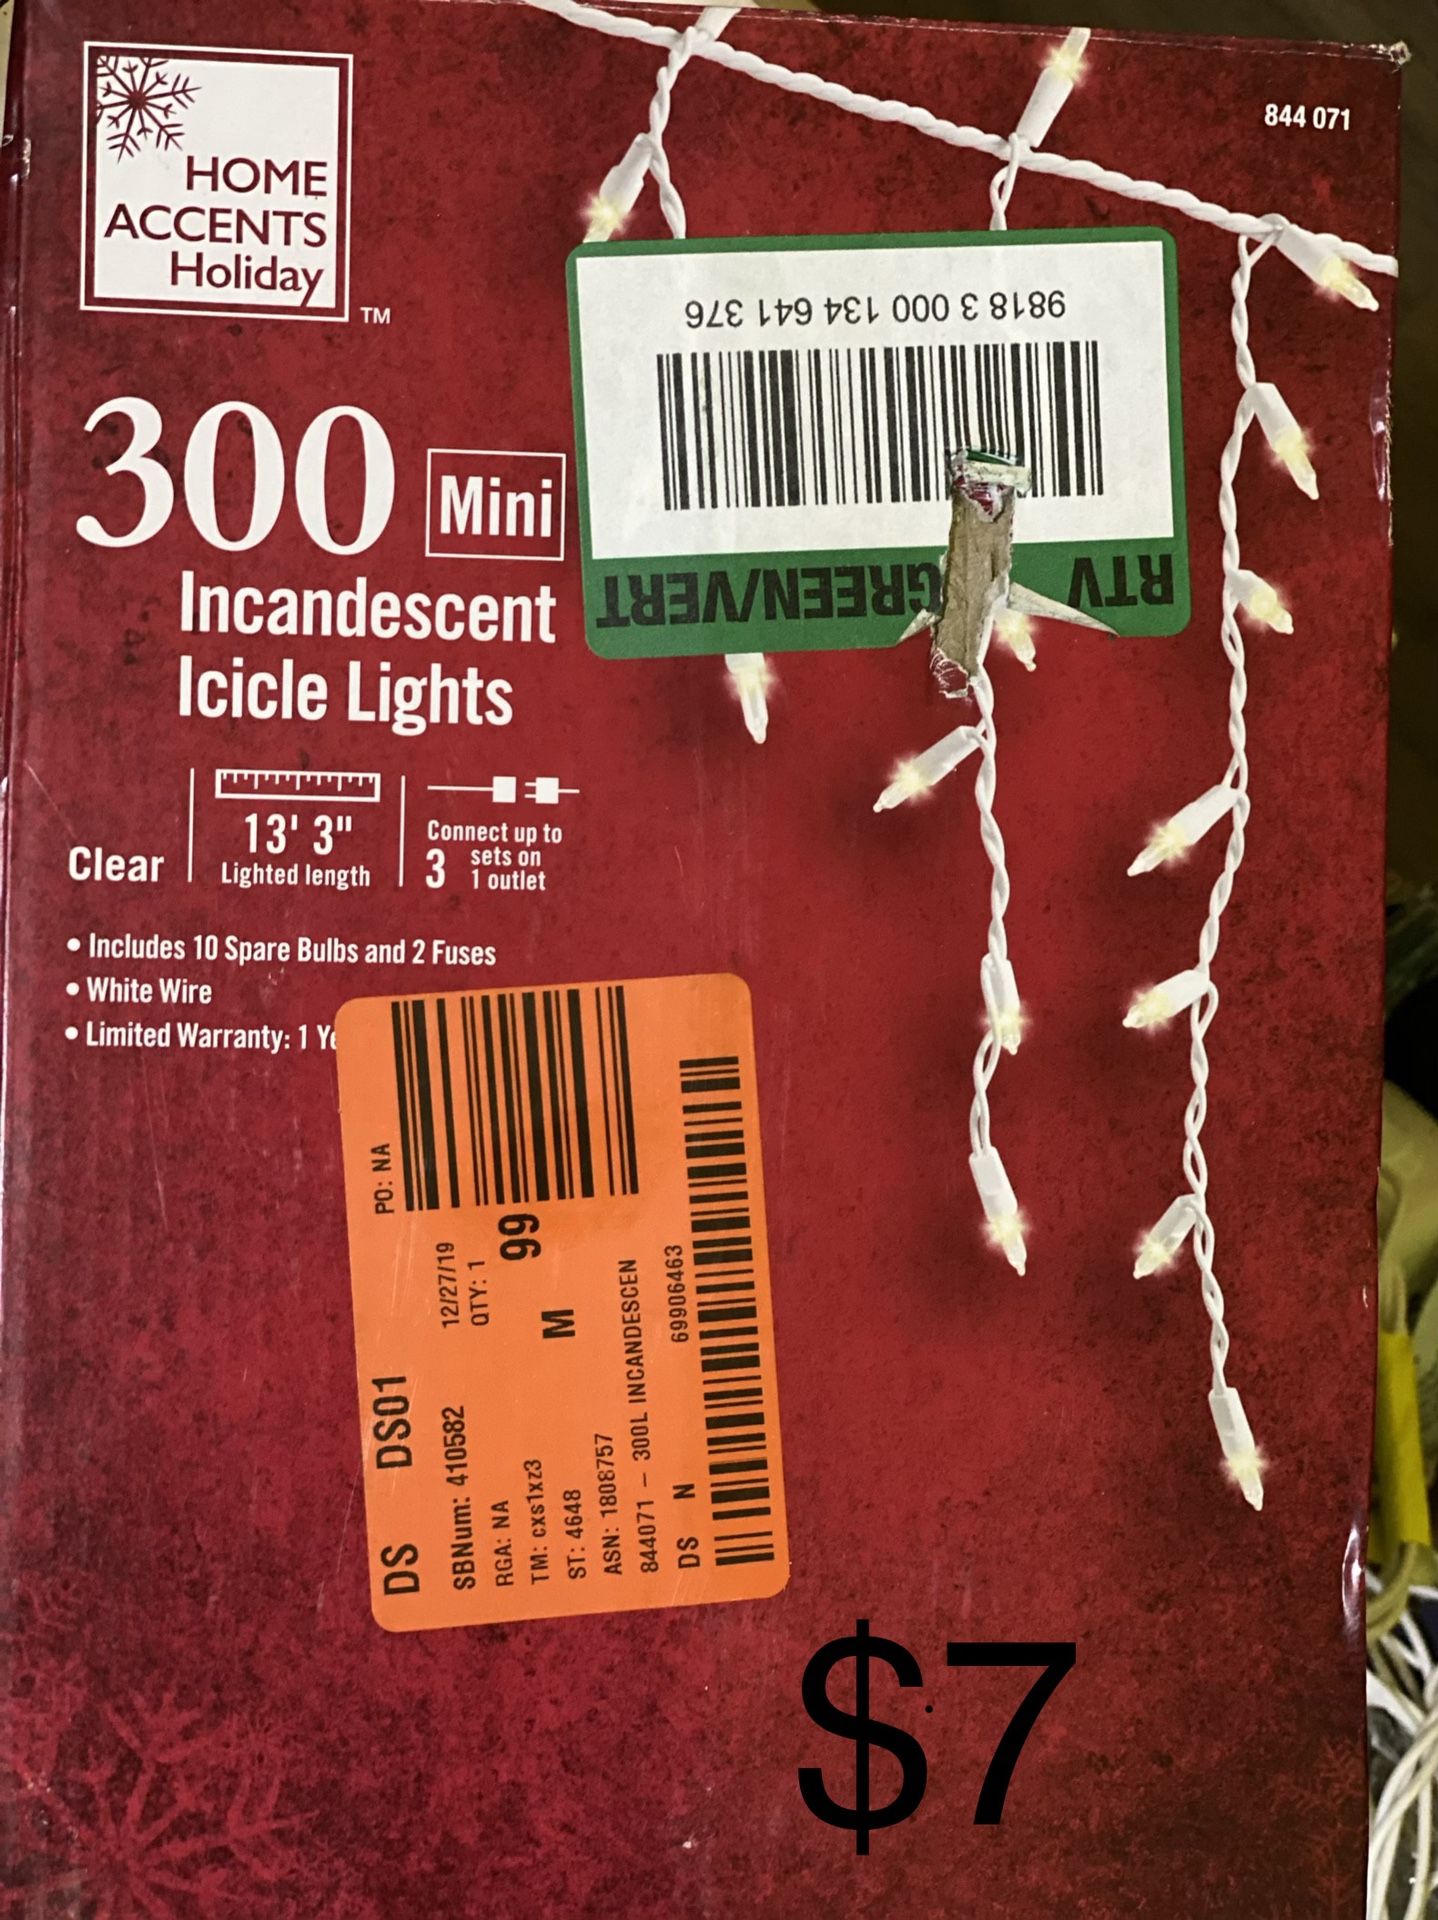 844 071
HOME
ACCENTS
Holiday
TM
9818 3 000 134 641 376
RTV GREEN/VERT
300 Mini
Incandescent
Icicle Lights
Clear
13' 3"
Lighted length
Connect up to
3 sets on
1 outlet
• Includes 10 Spare Bulbs and 2 Fuses
• White Wire
• Limited Warranty: 1
DS DS01 PO: NA
SBNum: 410582 12/27/19
RGA: NA QTY: 1
TM: cxs1xz3 99
ST: 4648 M
ASN: 1808757
844071 - 300L INCANDESCEN
DS N 69906463
$7